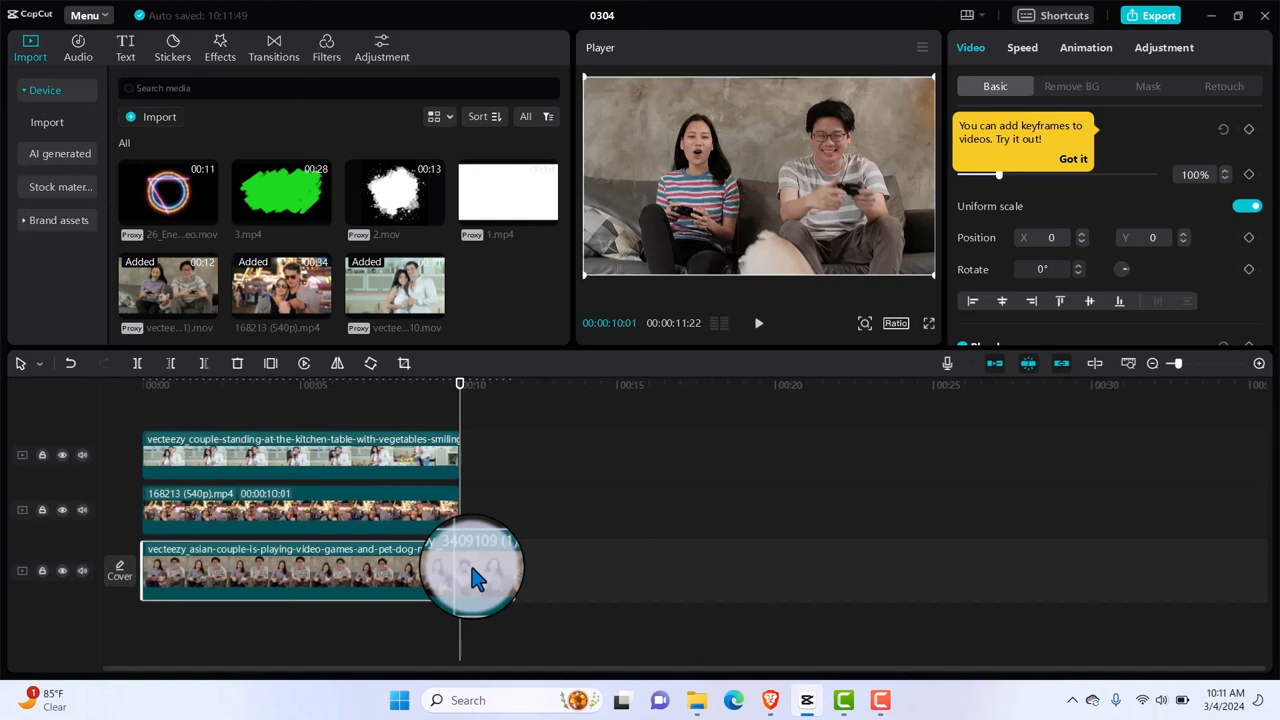 CapCut
Menu
Auto saved: 10:11:49
0304
Shortcuts
Export
Import
Audio
Text
Stickers
Effects
Transitions
Filters
Adjustment
Device
Import
AI generated
Stock mater...
Brand assets
Search media
Import
Sort
All
All
00:11
00:28
00:13
Proxy 26_Ene...eo.mov
Proxy 3.mp4
Proxy 2.mov
Proxy 1.mp4
Added 00:12
Added 00:34
Added
Proxy vectee...1).mov
168213 (540p).mp4
Proxy vectee...10.mov
Player
00:00:10:01
00:00:11:22
Ratio
Video
Speed
Animation
Adjustment
Basic
Remove BG
Mask
Retouch
You can add keyframes to
videos. Try it out!
Got it
100%
Uniform scale
Position
X 0
Y 0
Rotate
0°
00:00
00:05
00:10
00:15
00:20
00:25
00:30
vecteezy_couple-standing-at-the-kitchen-table-with-vegetables-smiling
168213 (540p).mp4 00:00:10:01
vecteezy_asian-couple-is-playing-video-games-and-pet-dog-
y_3409109 (1)
Cover
1
85°F
Clear
Search
10:11 AM
3/4/2024